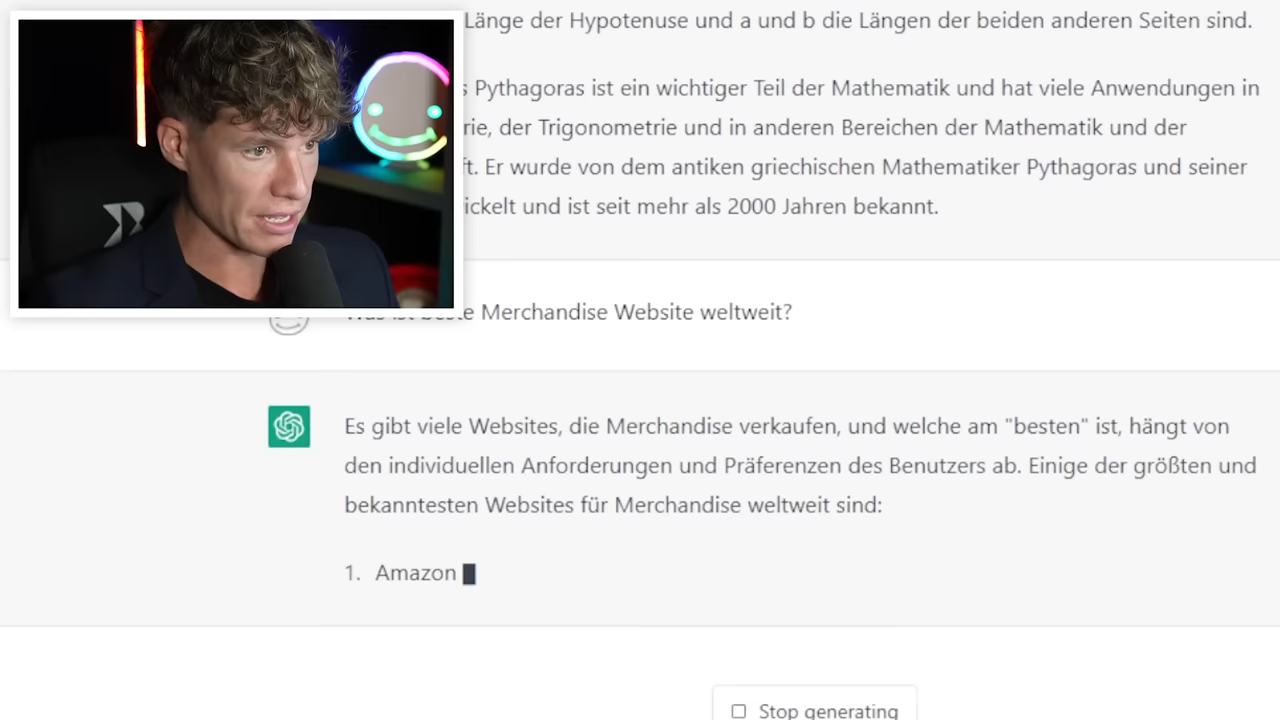 Länge der Hypotenuse und a und b die Längen der beiden anderen Seiten sind.
Pythagoras ist ein wichtiger Teil der Mathematik und hat viele Anwendungen in
der Trigonometrie und in anderen Bereichen der Mathematik und der
Er wurde von dem antiken griechischen Mathematiker Pythagoras und seiner
und ist seit mehr als 2000 Jahren bekannt.
Merchandise Website weltweit?
Es gibt viele Websites, die Merchandise verkaufen, und welche am "besten" ist, hängt von
den individuellen Anforderungen und Präferenzen des Benutzers ab. Einige der größten und
bekanntesten Websites für Merchandise weltweit sind:
1. Amazon
Stop generating